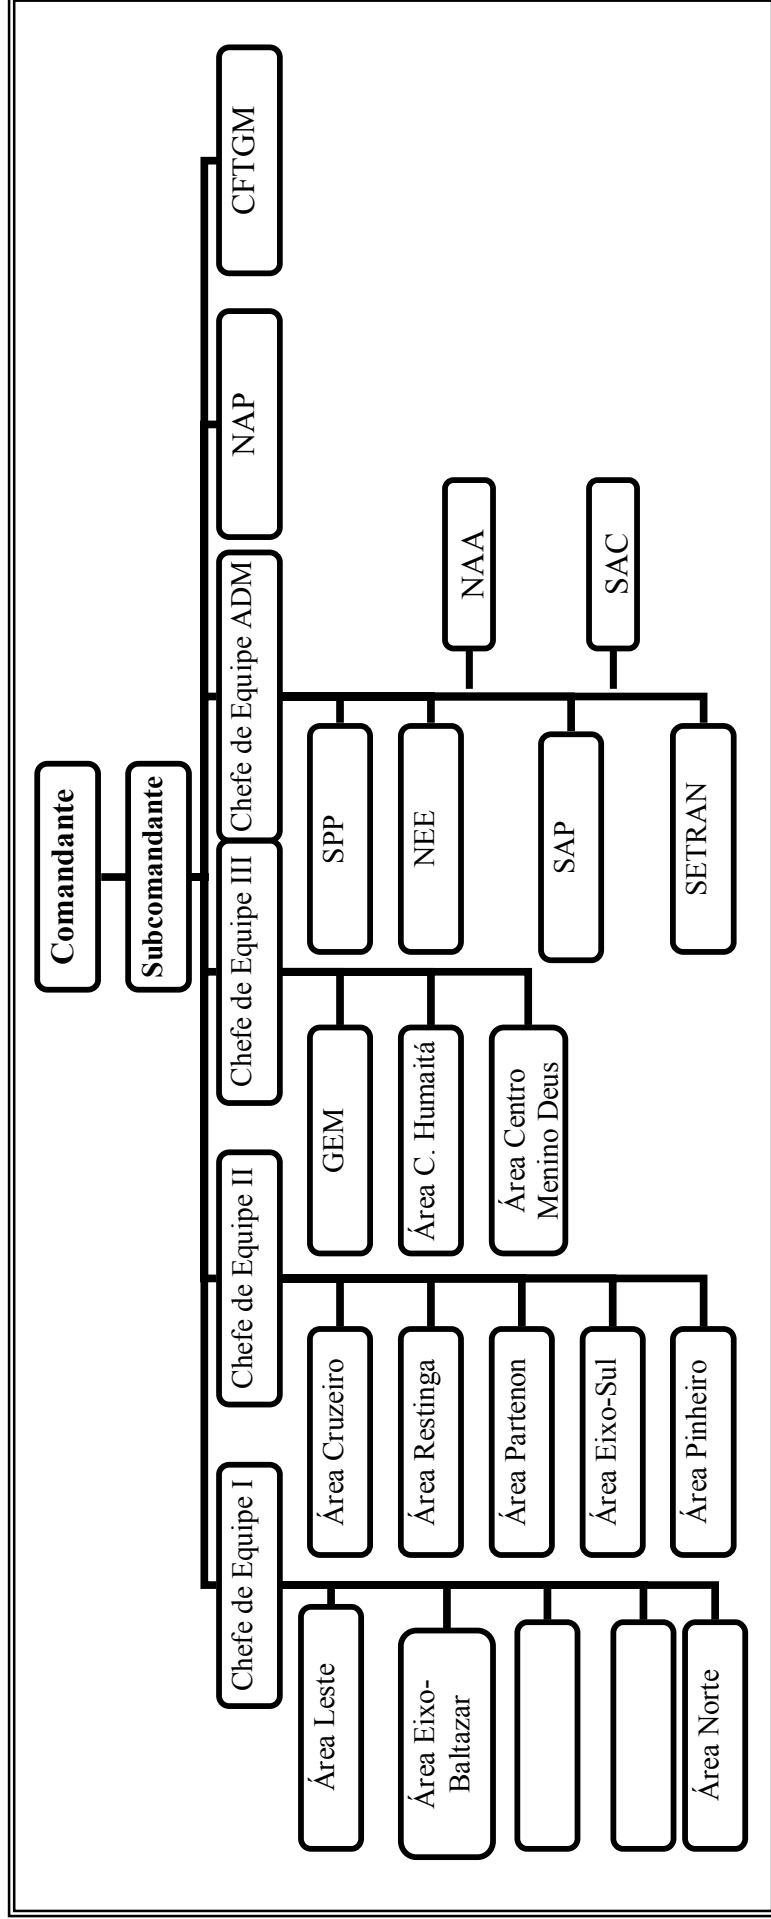 Comandante
Subcomandante
Chefe de Equipe I
Chefe de Equipe II
Chefe de Equipe III
Chefe de Equipe ADM
NAP
CFTGM
Área Leste
Área Eixo-
Baltazar
Área Norte
Área Cruzeiro
Área Restinga
Área Partenon
Área Eixo-Sul
Área Pinheiro
GEM
Área C. Humaitá
Área Centro
Menino Deus
SPP
NEE
SAP
SETRAN
NAA
SAC